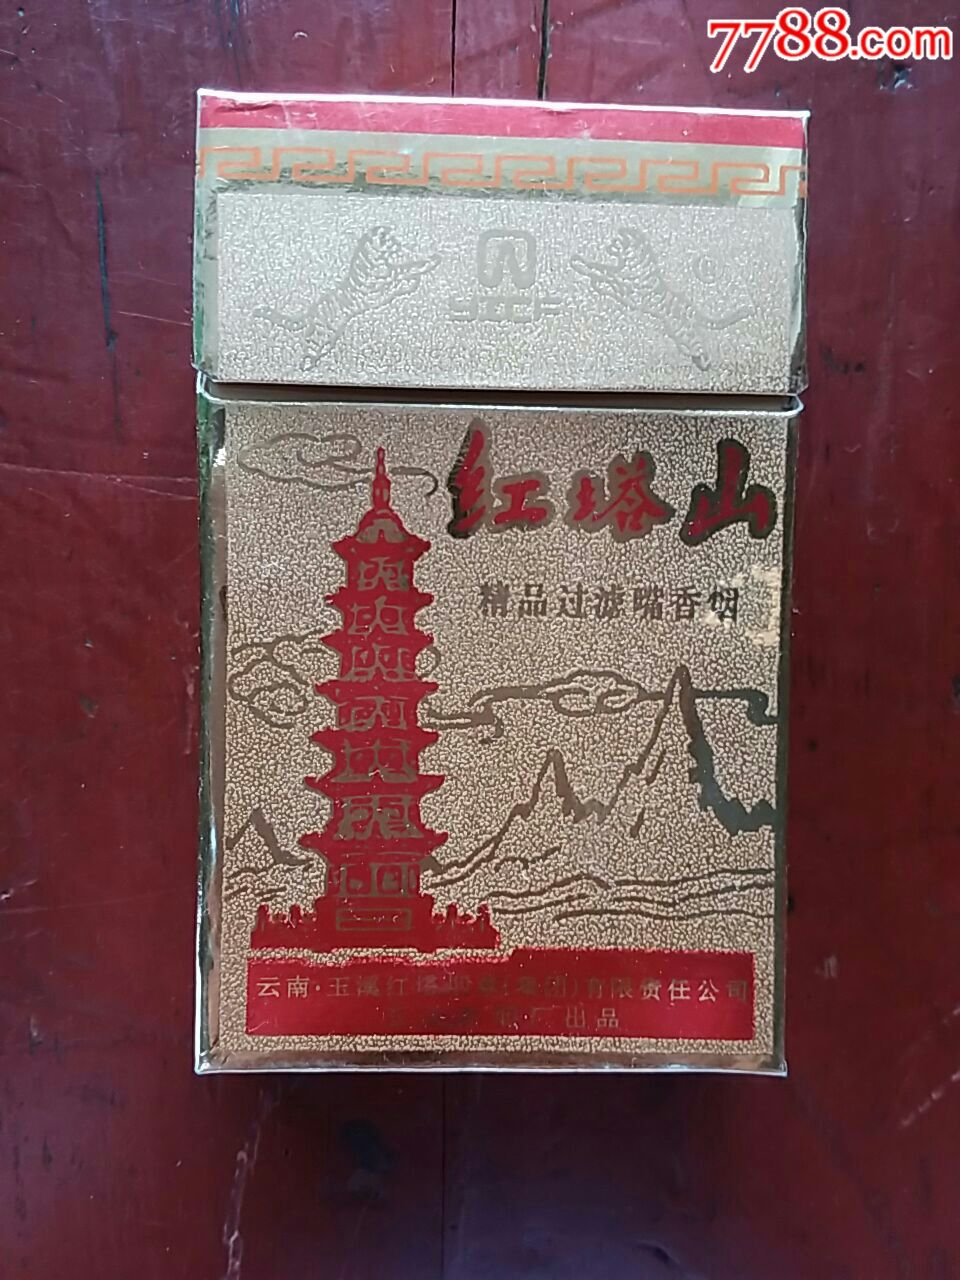 7788.com
红塔山
精品过滤嘴香烟
云南·玉溪红塔烟草(集团)有限责任公司
厂出品